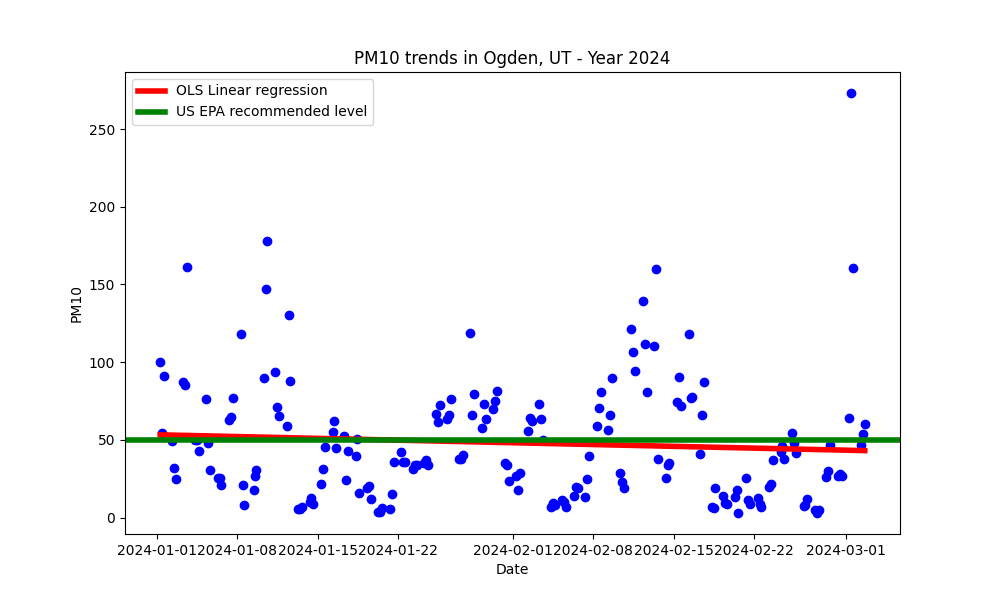 PM10 trends in Ogden, UT - Year 2024
OLS Linear regression
US EPA recommended level
250
200
150
100
50
0
PM10
2024-01-01 2024-01-08 2024-01-15 2024-01-22 2024-02-01 2024-02-08 2024-02-15 2024-02-22 2024-03-01
Date